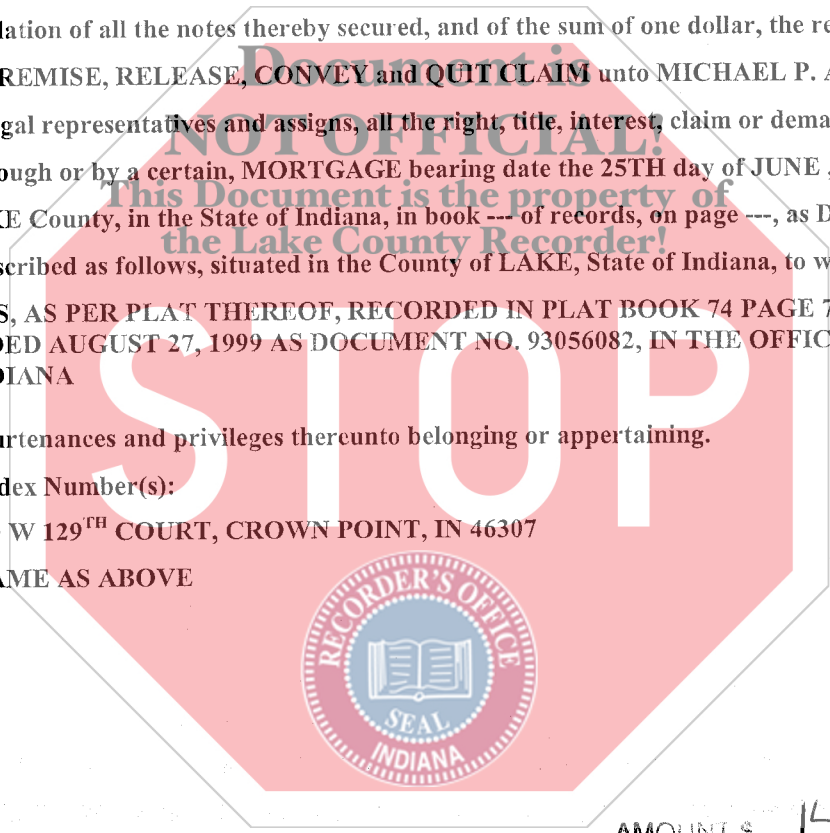 lation of all the notes thereby secured, and of the sum of one dollar, the re
Document is
REMISE, RELEASE, CONVEY and QUIT CLAIM unto MICHAEL P. A
NOT OFFICIAL!
gal representatives and assigns, all the right, title, interest, claim or dema
ough or by a certain, MORTGAGE bearing date the 25TH day of JUNE ,
This Document is the property of
KE County, in the State of Indiana, in book --- of records, on page ---, as D
the Lake County Recorder!
scribed as follows, situated in the County of LAKE, State of Indiana, to w
S, AS PER PLAT THEREOF, RECORDED IN PLAT BOOK 74 PAGE 7
DED AUGUST 27, 1999 AS DOCUMENT NO. 93056082, IN THE OFFIC
DIANA
STOP
urtenances and privileges thereunto belonging or appertaining.
dex Number(s):
W 129TH COURT, CROWN POINT, IN 46307
AME AS ABOVE
RECORDER'S OFFICE
SEAL
INDIANA
AMOUNT $